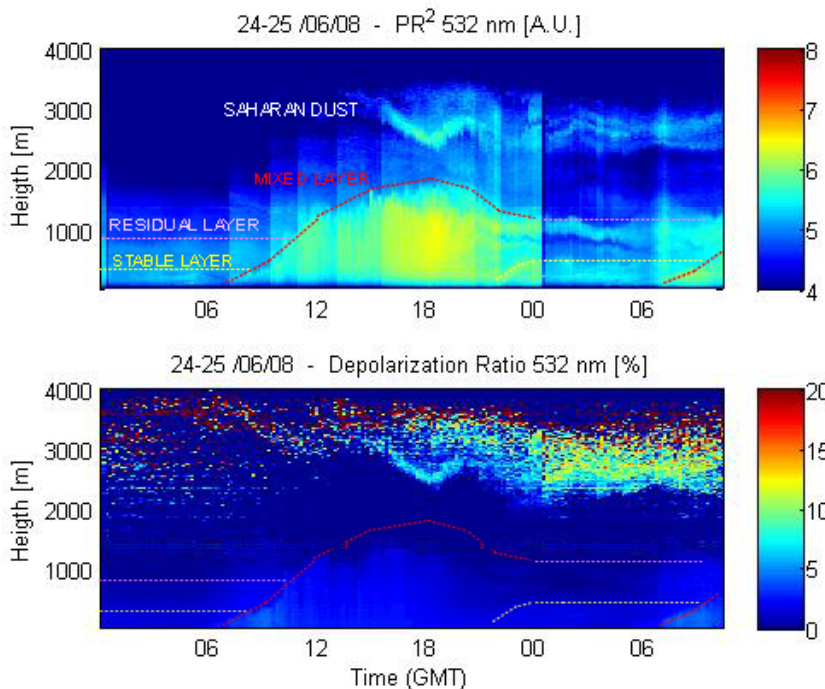 24-25 /06/08 - PR² 532 nm [A.U.]
4000
3000
2000
1000
Heigth [m]
SAHARAN DUST
MIXED LAYER
RESIDUAL LAYER
STABLE LAYER
06 12 18 00 06
8
7
6
5
4
24-25 /06/08 - Depolarization Ratio 532 nm [%]
4000
3000
2000
1000
Heigth [m]
06 12 18 00 06
Time (GMT)
20
15
10
5
0